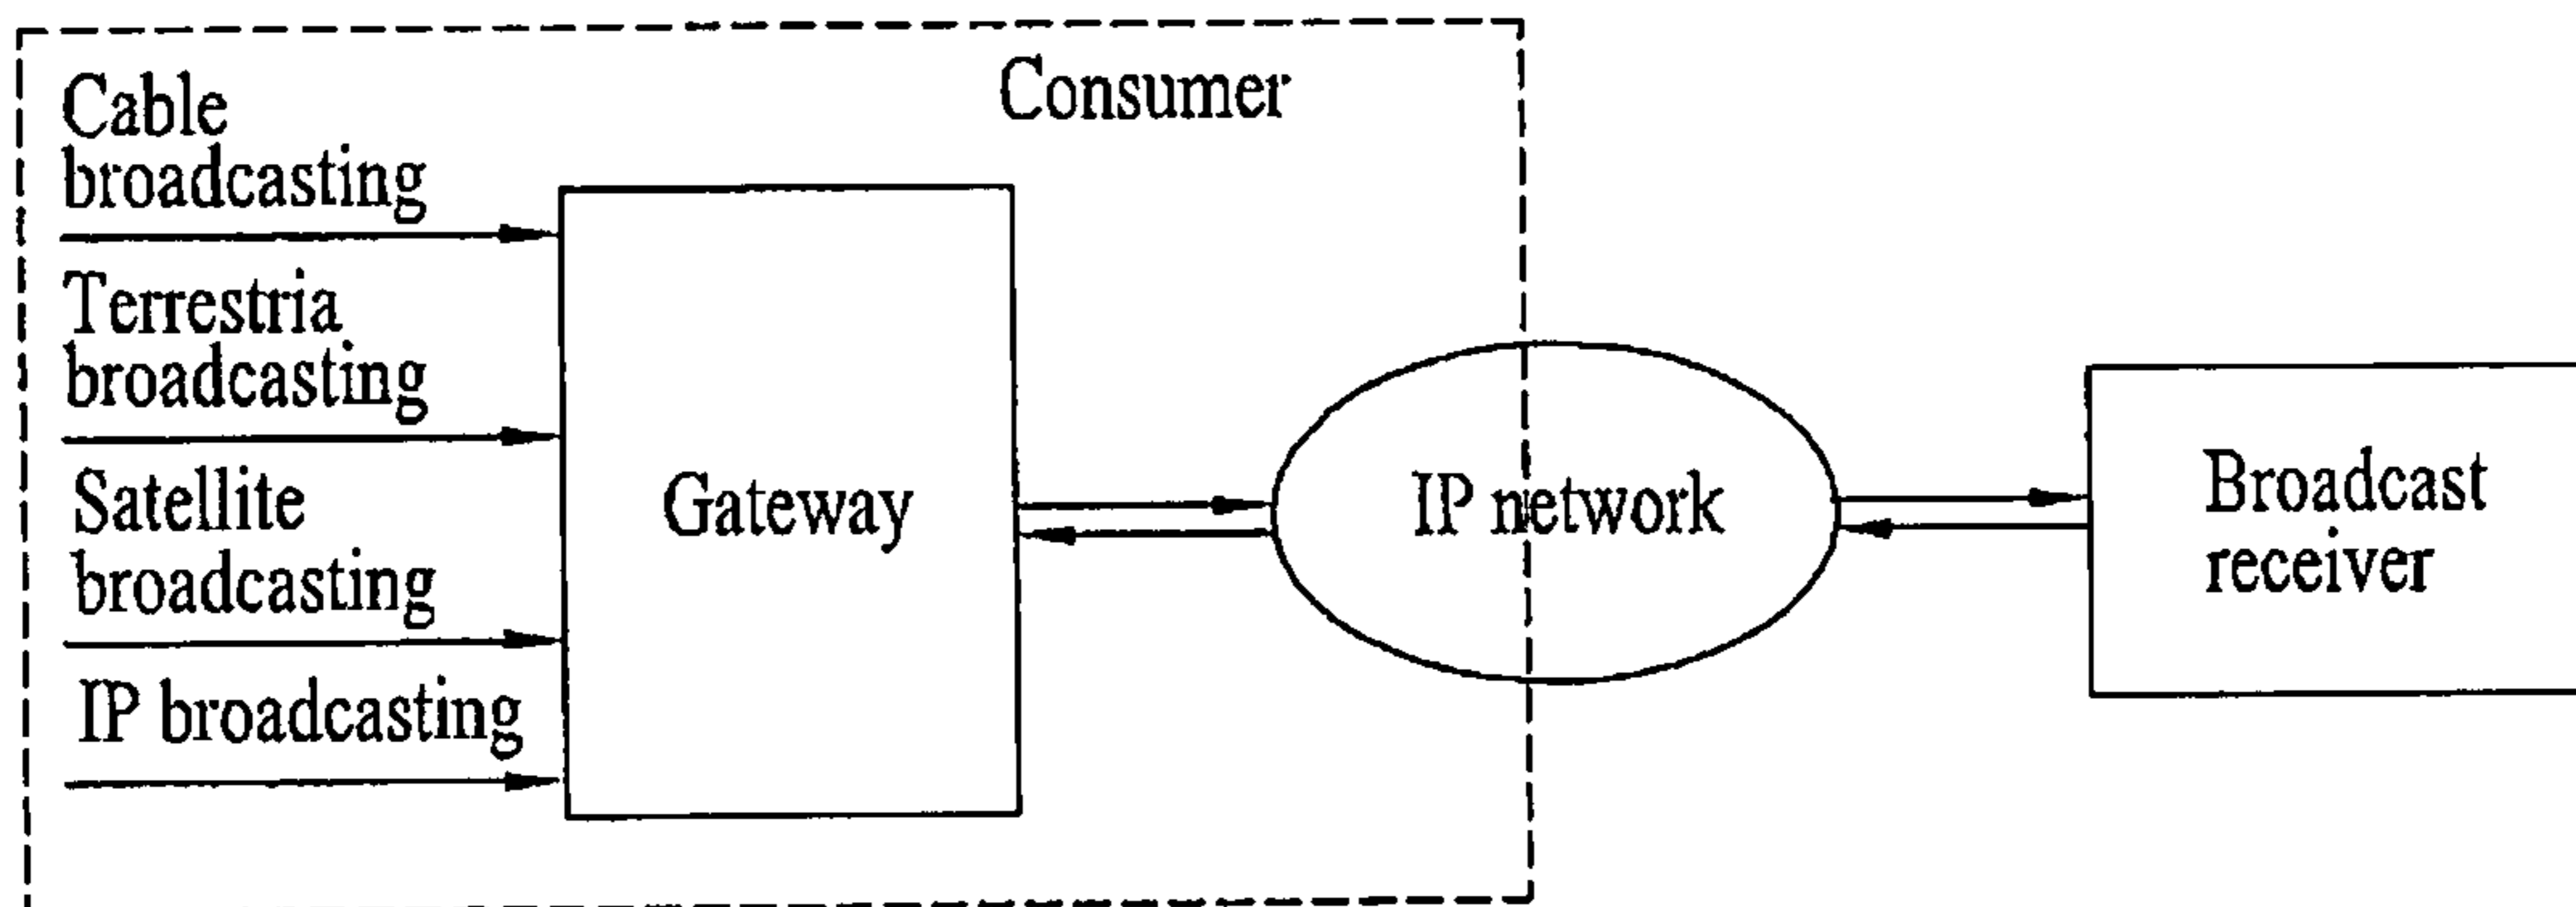 Consumer
Cable
broadcasting
Terrestria
broadcasting
Satellite
broadcasting
IP broadcasting
Gateway
IP network
Broadcast
receiver